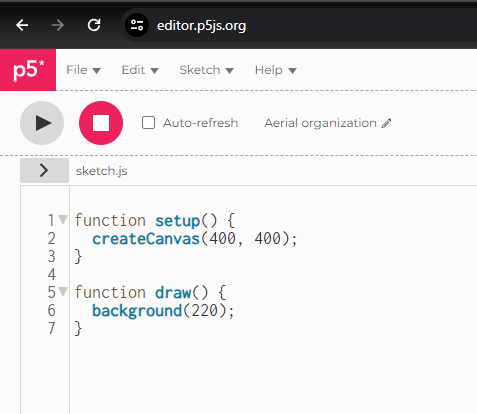 editor.p5js.org
p5* File Edit Sketch Help
Auto-refresh Aerial organization
sketch.js
1 function setup() {
2   createCanvas(400, 400);
3 }
4
5 function draw() {
6   background(220);
7 }